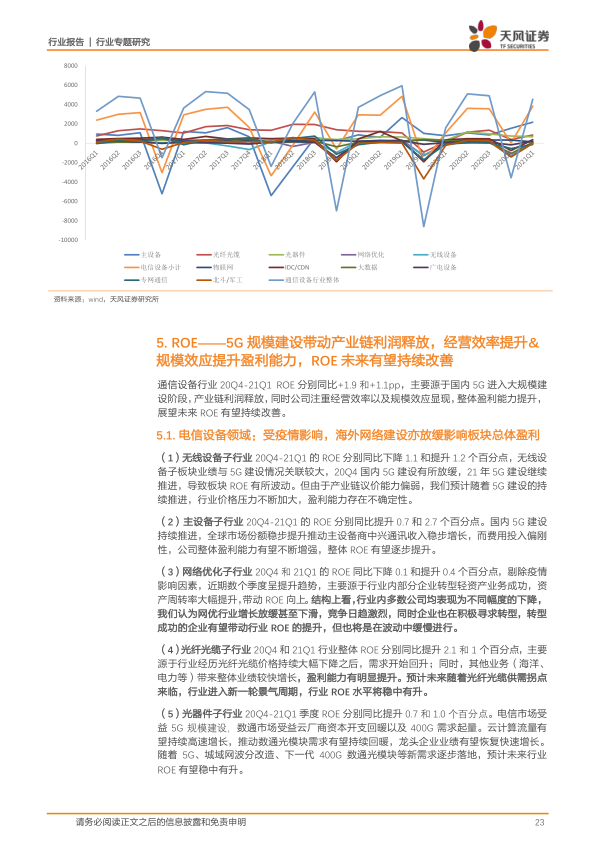 行业报告 | 行业专题研究
天风证券
TF SECURITIES
8000
6000
4000
2000
0
-2000
-4000
-6000
-8000
-10000
2016Q1 2016Q2 2016Q3 2017Q1 2017Q2 2017Q3 2018Q2 2018Q3 2019Q2 2019Q3 2020Q2 2020Q3 2021Q1
主设备 光纤光缆 光器件 网络优化 无线设备
电信设备小计 物联网 IDC/CDN 大数据 广电设备
专网通信 北斗/军工 通信设备行业整体
资料来源：wind，天风证券研究所
5. ROE——5G 规模建设带动产业链利润释放，经营效率提升&
规模效应提升盈利能力，ROE 未来有望持续改善
通信设备行业 20Q4-21Q1 ROE 分别同比+1.9 和+1.1pp，主要源于国内 5G 进入大规模建
设阶段，产业链利润释放，同时公司注重经营效率以及规模效应显现，整体盈利能力提升，
展望未来 ROE 有望持续改善。
5.1. 电信设备领域：受疫情影响，海外网络建设亦放缓影响板块总体盈利
（1）无线设备子行业 20Q4-21Q1 的 ROE 分别同比下降 1.1 和提升 1.2 个百分点，无线设
备子板块业绩与 5G 建设情况关联较大，20Q4 国内 5G 建设有所放缓，21 年 5G 建设继续
推进，导致板块 ROE 有所波动。但由于产业链议价能力偏弱，我们预计随着 5G 建设的持
续推进，行业价格压力不断加大，盈利能力存在不确定性。
（2）主设备子行业 20Q4-21Q1 的 ROE 分别同比提升 0.7 和 2.7 个百分点。国内 5G 建设
持续推进，全球市场份额稳步提升推动主设备商中兴通讯收入稳步增长，而费用投入偏刚
性，公司整体盈利能力有望不断增强，整体 ROE 有望逐步提升。
（3）网络优化子行业 20Q4 和 21Q1 的 ROE 同比下降 0.1 和提升 0.4 个百分点，剔除疫情
影响因素，近期数个季度呈提升趋势，主要源于行业内部分企业转型轻资产业务成功，资
产周转率大幅提升，带动 ROE 向上。结构上看，行业内多数公司均表现为不同幅度的下降，
我们认为网优行业增长放缓甚至下滑，竞争日趋激烈，同时企业也在积极寻求转型，转型
成功的企业有望带动行业 ROE 的提升，但也将是在波动中缓慢进行。
（4）光纤光缆子行业 20Q4 和 21Q1 行业整体 ROE 分别同比提升 2.1 和 1 个百分点，主要
源于行业经历光纤光缆价格持续大幅下降之后，需求开始回升；同时，其他业务（海洋、
电力等）带来整体业绩较快增长，盈利能力有明显提升。预计未来随着光纤光缆供需拐点
来临，行业进入新一轮景气周期，行业 ROE 水平将稳中有升。
（5）光器件子行业 20Q4-21Q1 季度 ROE 分别同比提升 0.7 和 1.0 个百分点。电信市场受
益 5G 规模建设，数通市场受益云厂商资本开支回暖以及 400G 需求起量。云计算流量有
望持续高速增长，推动数通光模块需求有望持续回暖，龙头企业业绩有望恢复快速增长。
随着 5G、城域网波分改造、下一代 400G 数通光模块等新需求逐步落地，预计未来行业
ROE 有望稳中有升。
请务必阅读正文之后的信息披露和免责申明
23